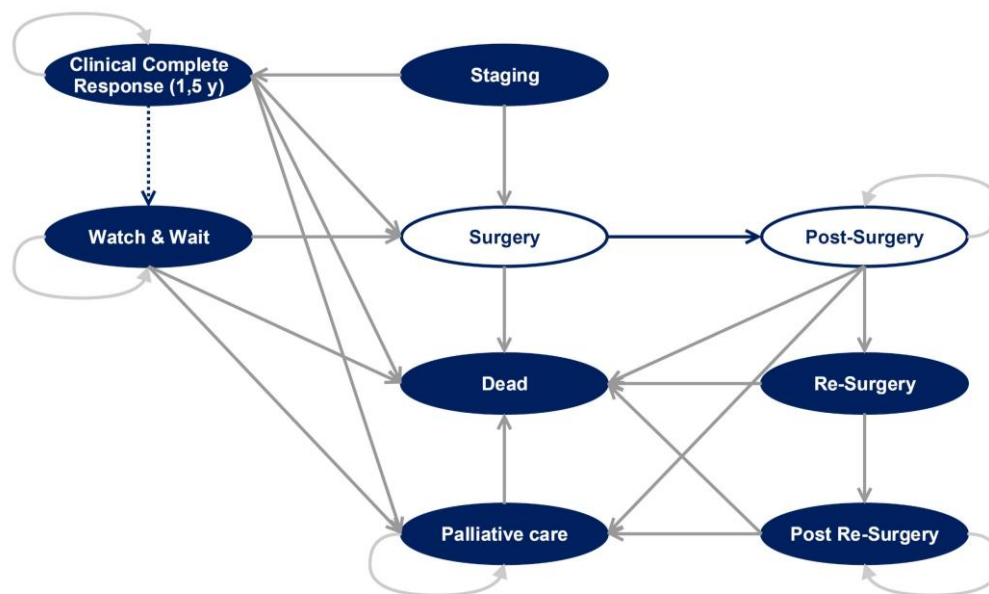 Clinical Complete
Response (1,5 y)
Staging
Watch & Wait
Surgery
Post-Surgery
Dead
Re-Surgery
Palliative care
Post Re-Surgery